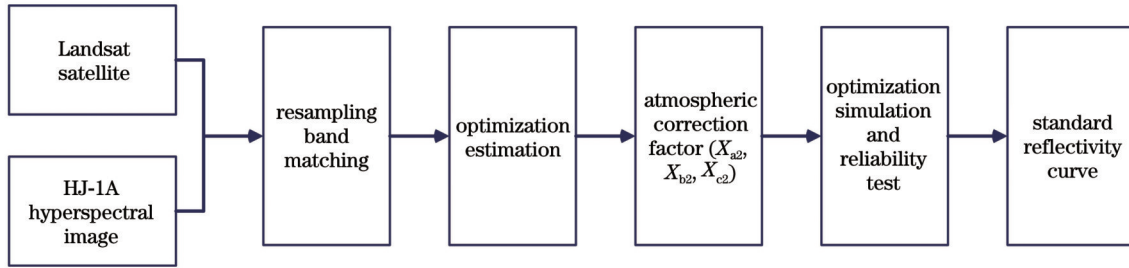 Landsat
satellite
HJ-1A
hyperspectral
image
resampling
band
matching
optimization
estimation
atmospheric
correction
factor (Xa2,
Xb2, Xc2)
optimization
simulation
and
reliability
test
standard
reflectivity
curve